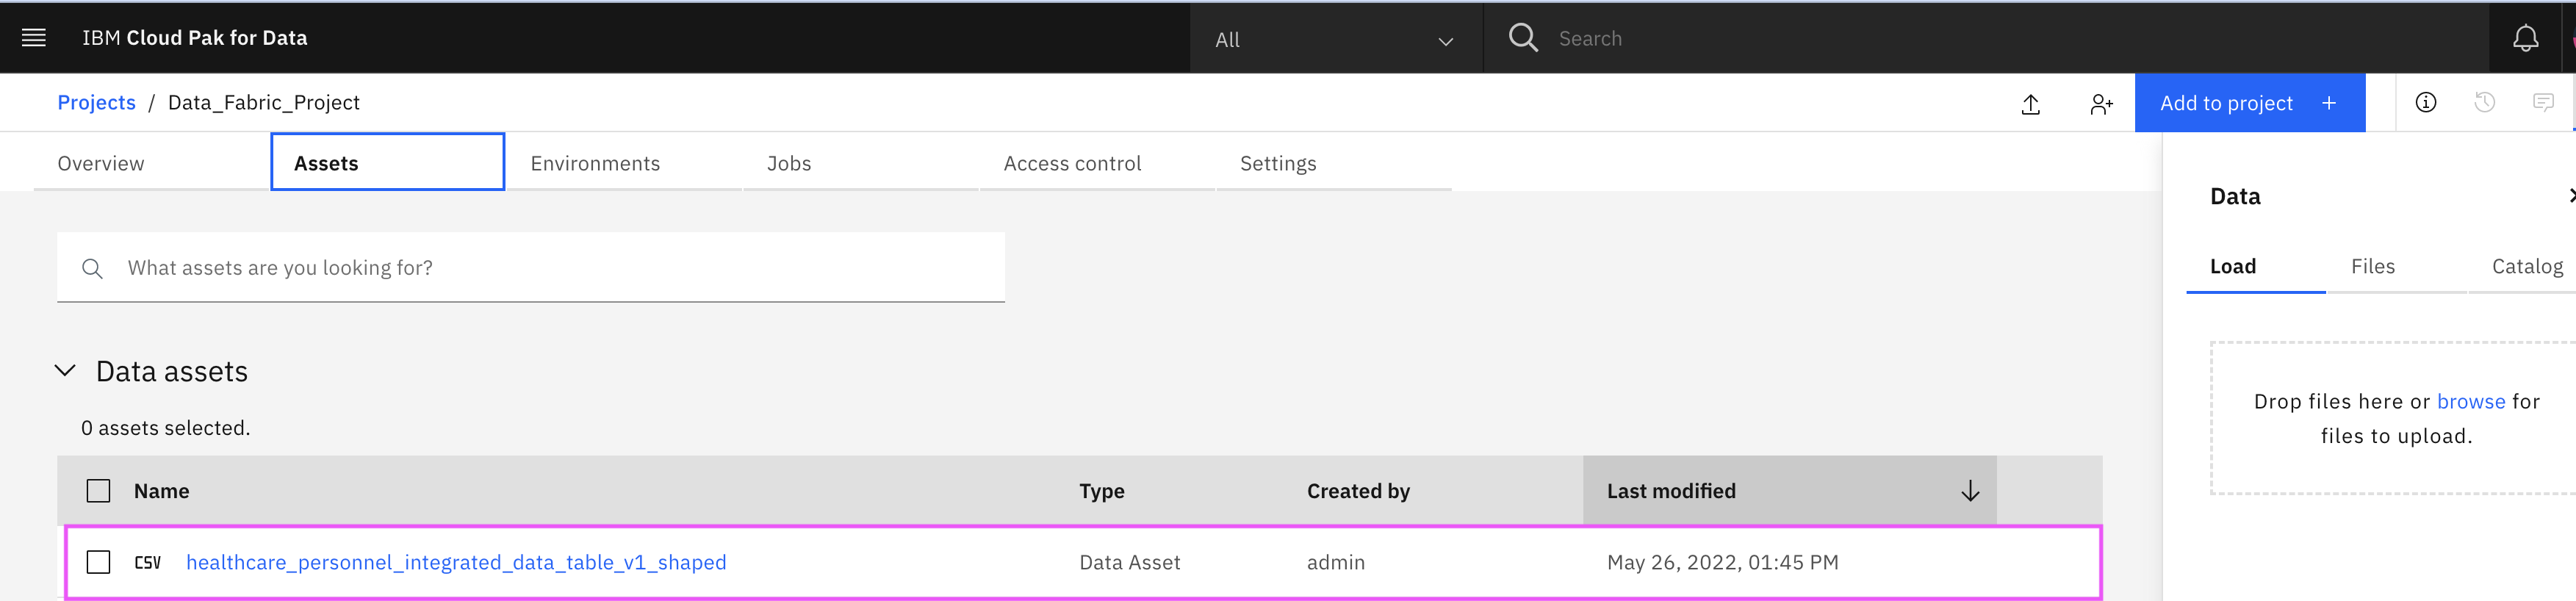 IBM Cloud Pak for Data
All
Search
Projects / Data_Fabric_Project
Add to project +
Overview
Assets
Environments
Jobs
Access control
Settings
What assets are you looking for?
Data assets
0 assets selected.
Name
Type
Created by
Last modified
CSV
healthcare_personnel_integrated_data_table_v1_shaped
Data Asset
admin
May 26, 2022, 01:45 PM
Data
Load
Files
Catalog
Drop files here or browse for
files to upload.